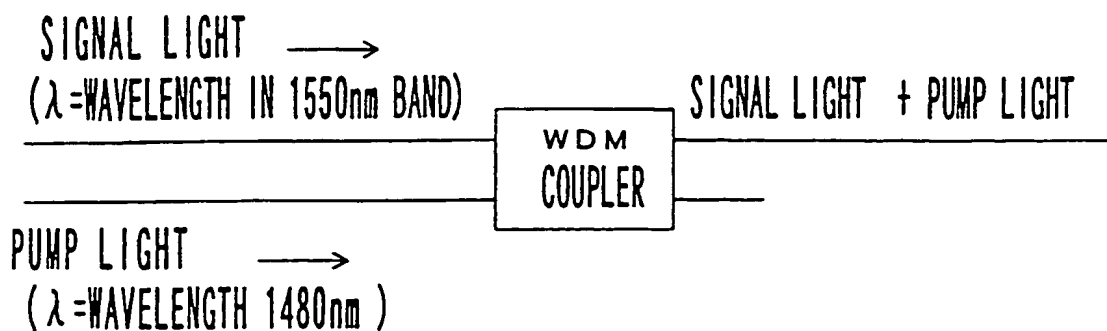 SIGNAL LIGHT →
(λ=WAVELENGTH IN 1550nm BAND)
SIGNAL LIGHT + PUMP LIGHT
WDM
COUPLER
PUMP LIGHT →
(λ=WAVELENGTH 1480nm )